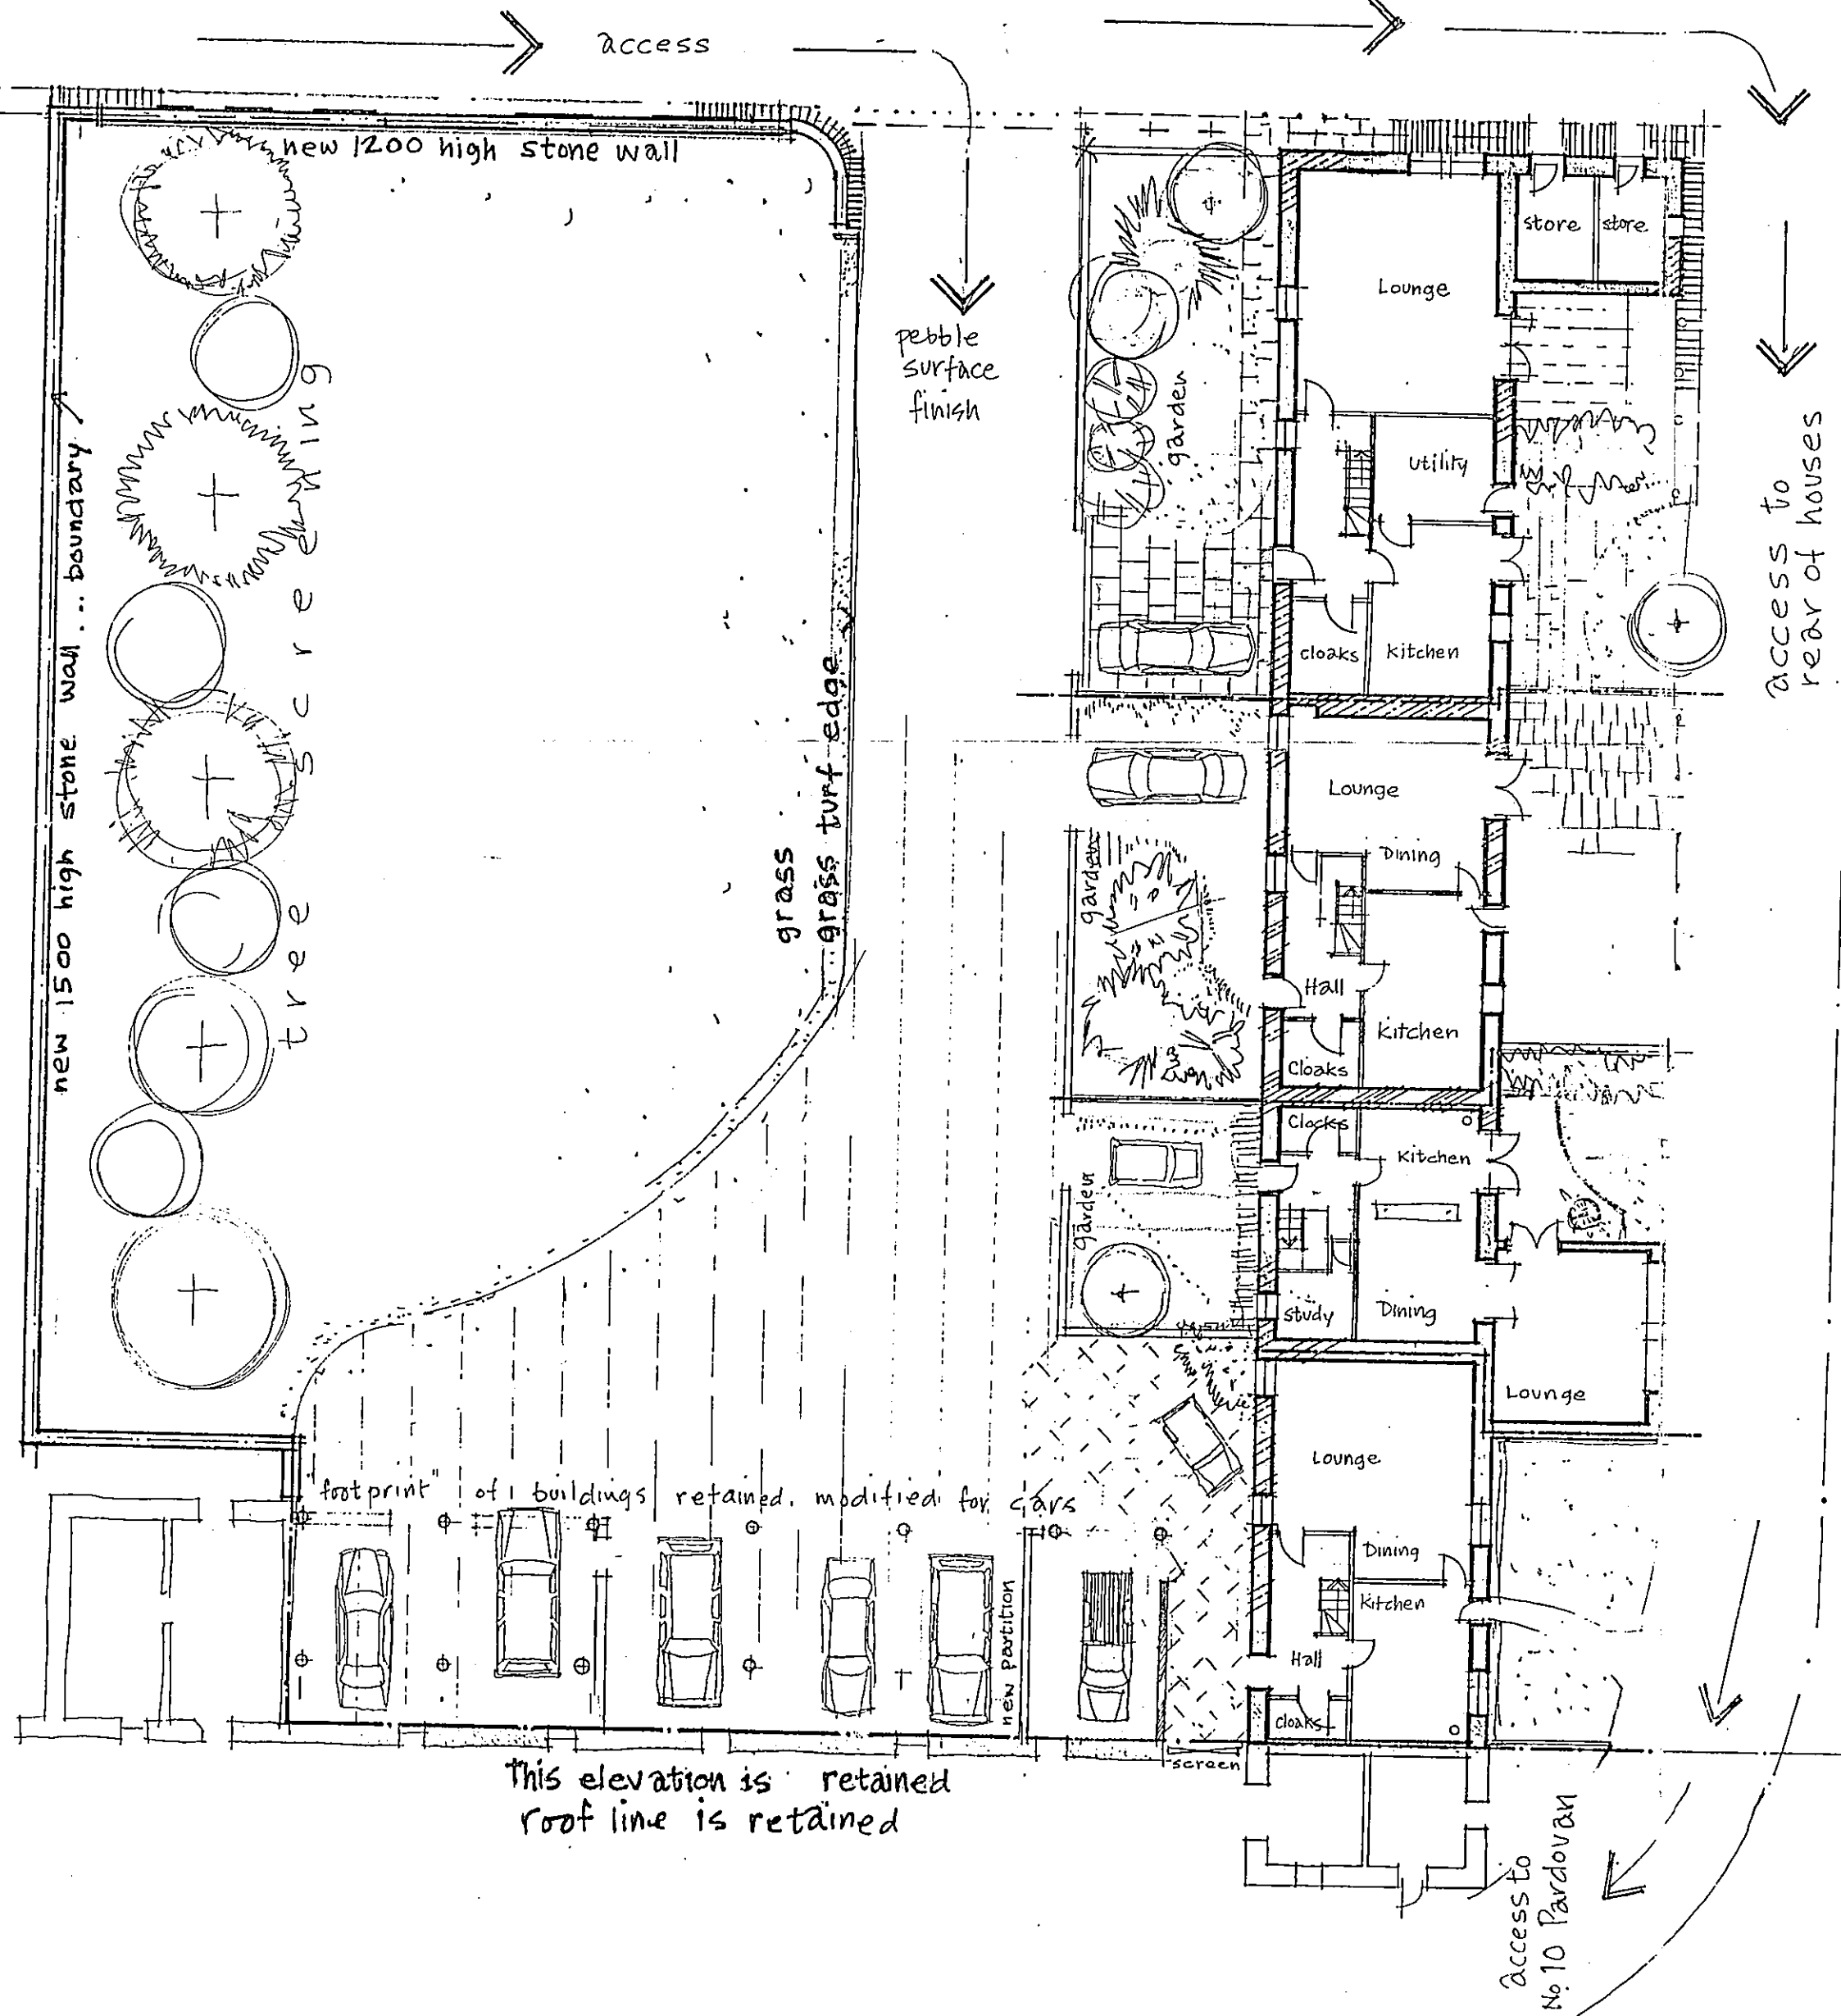 access
new 1200 high stone wall
new 1500 high stone wall ... boundary
tree screening
pebble
surface
finish
grass
grass turf edge
garden
Lounge
store
store
utility
cloaks
kitchen
access to
rear of houses
garden
Lounge
Dining
Hall
Kitchen
Cloaks
garden
Clocks
Kitchen
study
Dining
Lounge
Lounge
Dining
Kitchen
Hall
Cloaks
"footprint" of buildings retained. modified for cars
new partition
screen
This elevation is retained
roof line is retained
access to
No 10 Pardovan